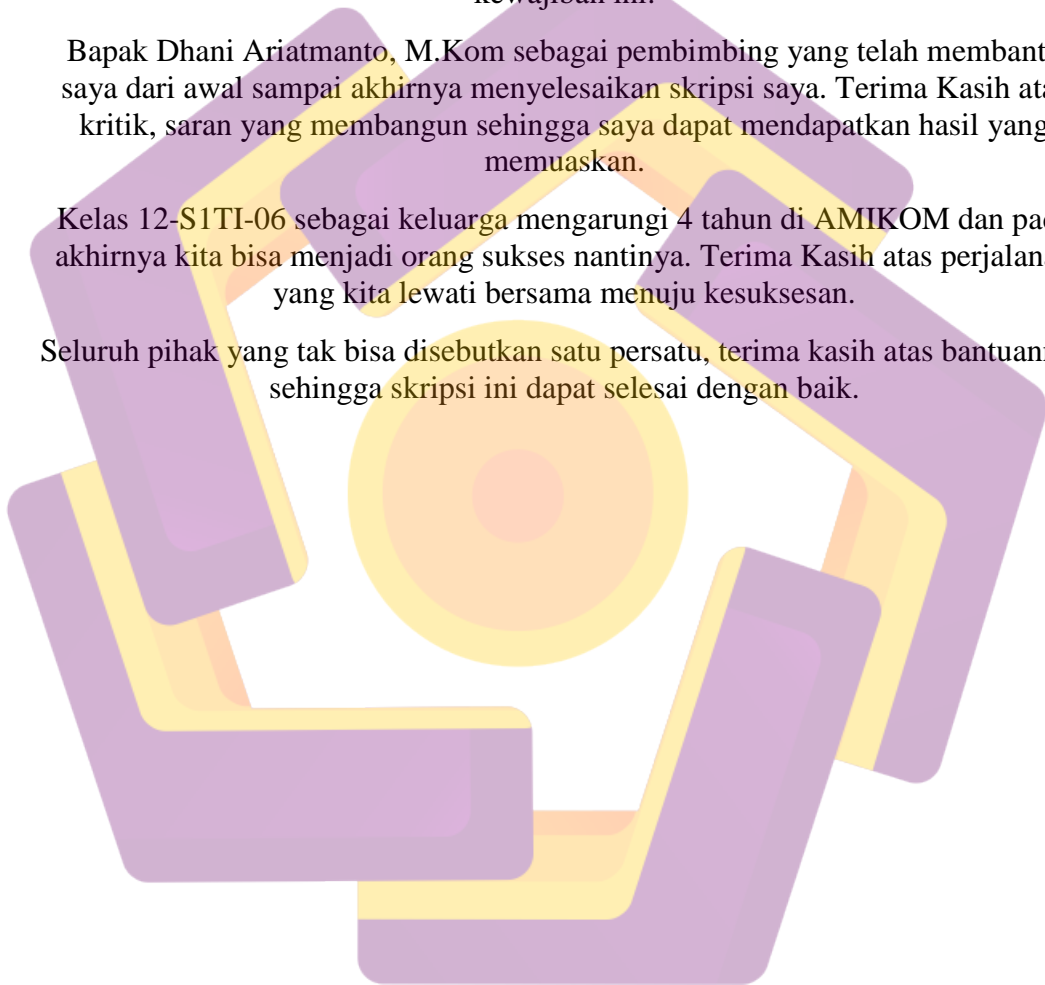 kewajiban ini.
Bapak Dhani Ariatmanto, M.Kom sebagai pembimbing yang telah membant
saya dari awal sampai akhirnya menyelesaikan skripsi saya. Terima Kasih ata
kritik, saran yang membangun sehingga saya dapat mendapatkan hasil yang
memuaskan.
Kelas 12-S1TI-06 sebagai keluarga mengarungi 4 tahun di AMIKOM dan pad
akhirnya kita bisa menjadi orang sukses nantinya. Terima Kasih atas perjalana
yang kita lewati bersama menuju kesuksesan.
Seluruh pihak yang tak bisa disebutkan satu persatu, terima kasih atas bantuan
sehingga skripsi ini dapat selesai dengan baik.